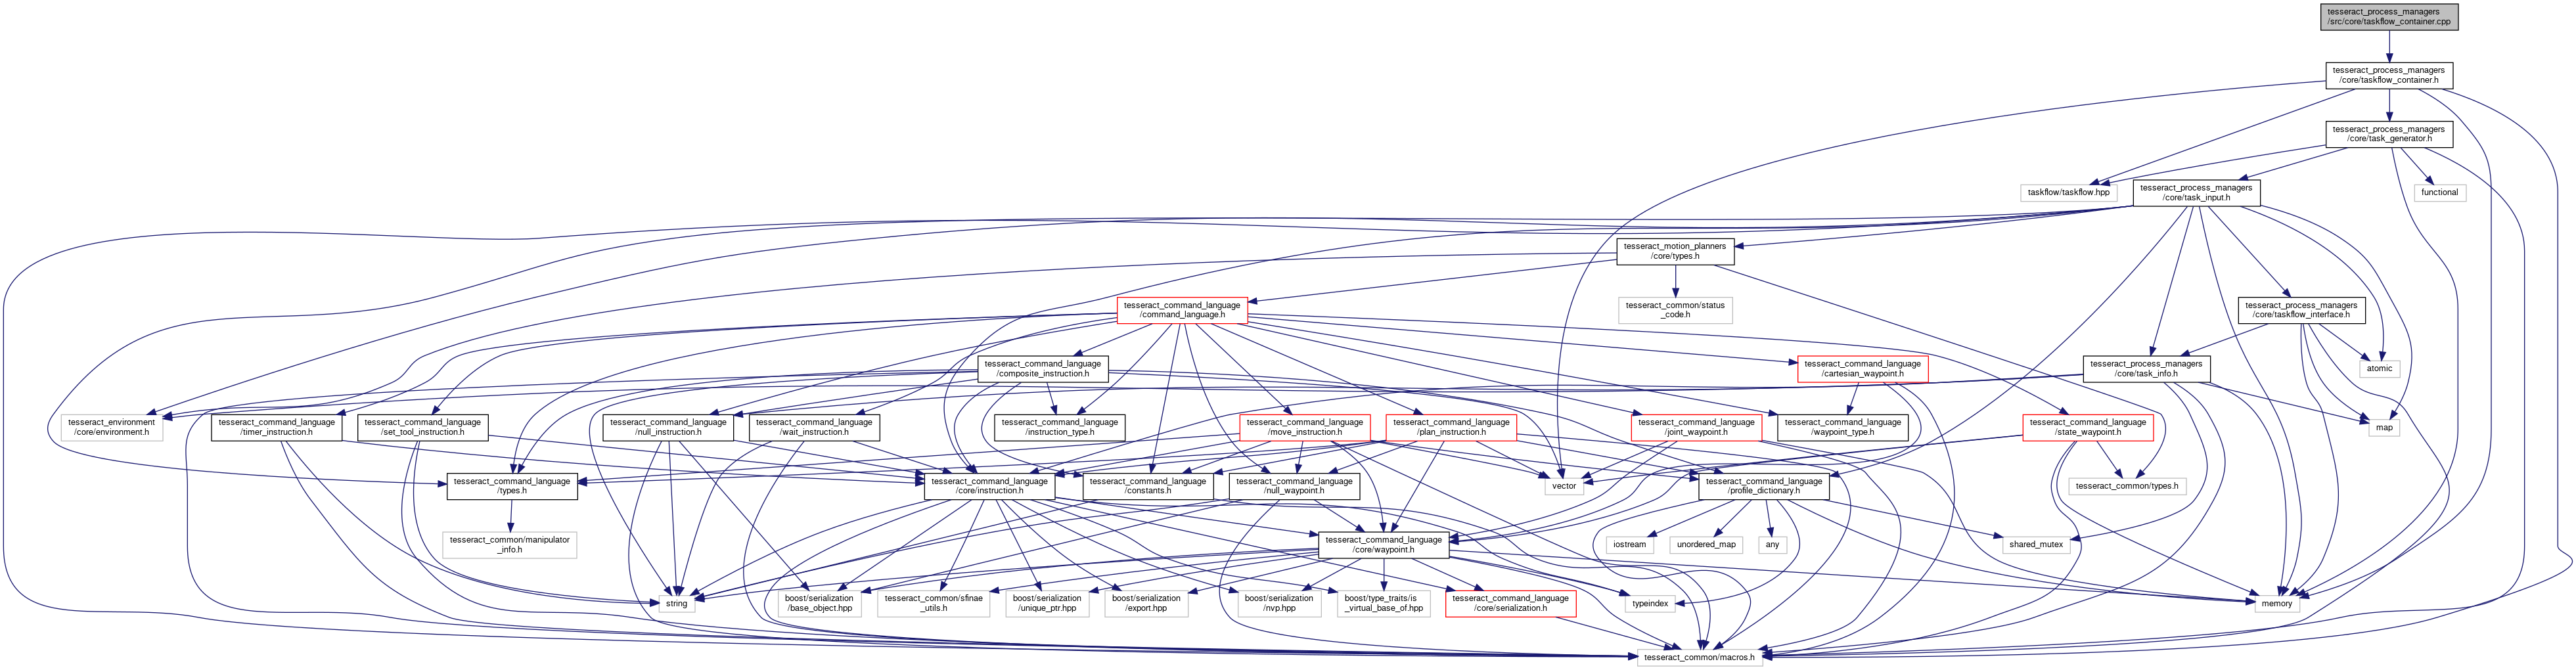 tesseract_process_managers
/src/core/taskflow_container.cpp
tesseract_process_managers
/core/taskflow_container.h
tesseract_process_managers
/core/task_generator.h
taskflow/taskflow.hpp
tesseract_process_managers
/core/task_input.h
functional
tesseract_motion_planners
/core/types.h
tesseract_command_language
/command_language.h
tesseract_common/status
_code.h
tesseract_process_managers
/core/taskflow_interface.h
tesseract_command_language
/composite_instruction.h
tesseract_command_language
/cartesian_waypoint.h
tesseract_process_managers
/core/task_info.h
atomic
tesseract_environment
/core/environment.h
tesseract_command_language
/timer_instruction.h
tesseract_command_language
/set_tool_instruction.h
tesseract_command_language
/null_instruction.h
tesseract_command_language
/wait_instruction.h
tesseract_command_language
/instruction_type.h
tesseract_command_language
/move_instruction.h
tesseract_command_language
/plan_instruction.h
tesseract_command_language
/joint_waypoint.h
tesseract_command_language
/waypoint_type.h
tesseract_command_language
/state_waypoint.h
map
tesseract_command_language
/types.h
tesseract_command_language
/core/instruction.h
tesseract_command_language
/constants.h
tesseract_command_language
/null_waypoint.h
vector
tesseract_command_language
/profile_dictionary.h
tesseract_common/types.h
tesseract_common/manipulator
_info.h
tesseract_command_language
/core/waypoint.h
iostream
unordered_map
any
shared_mutex
string
boost/serialization
/base_object.hpp
tesseract_common/sfinae
_utils.h
boost/serialization
/unique_ptr.hpp
boost/serialization
/export.hpp
boost/serialization
/nvp.hpp
boost/type_traits/is
_virtual_base_of.hpp
tesseract_command_language
/core/serialization.h
typeindex
memory
tesseract_common/macros.h